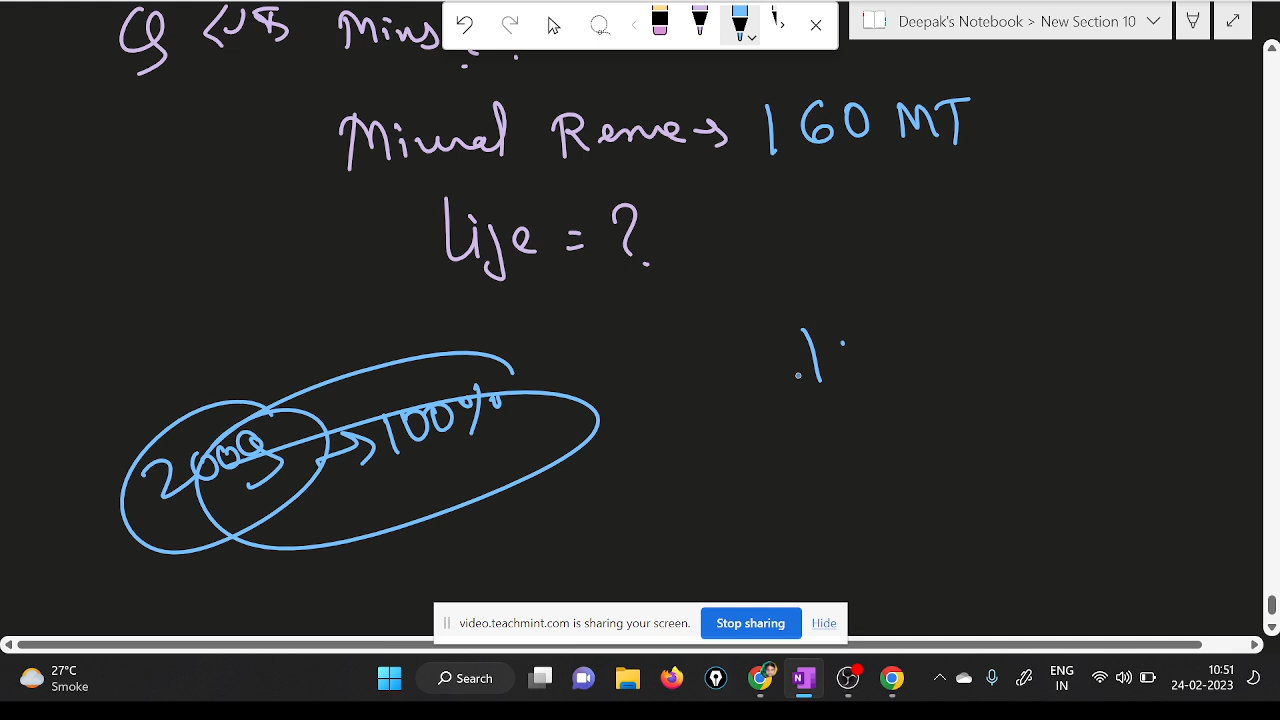 Deepak's Notebook > New Section 10
Q Mins
Mineral Reserve → 160 MT
Life = ?
2000 → 100%
video.teachmint.com is sharing your screen. Stop sharing Hide
27°C
Smoke
Search
ENG
IN
10:51
24-02-2023